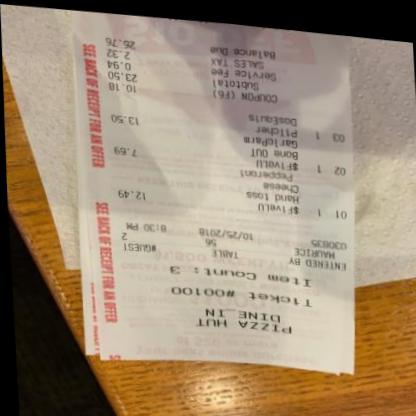 PIZZA HUT
DINE_IN
Ticket #00100
Item Count: 3
ENTERED BY
MAURICE TABLE #GUEST
030835 56 2
10/25/2018 8:30 PM
01 1 $FiveLU
Hand Toss 12.49
Cheese
Pepperoni
02 1 $FiveLU
Bone OUT 7.69
GarlicParm
03 1 Pitcher
DosEquis 13.50
COUPON (F6) 10.18
Subtotal 23.50
Service Fee 0.94
SALES TAX 2.32
Balance Due 26.76
SEE BACK OF RECEIPT FOR AN OFFER
SEE BACK OF RECEIPT FOR AN OFFER